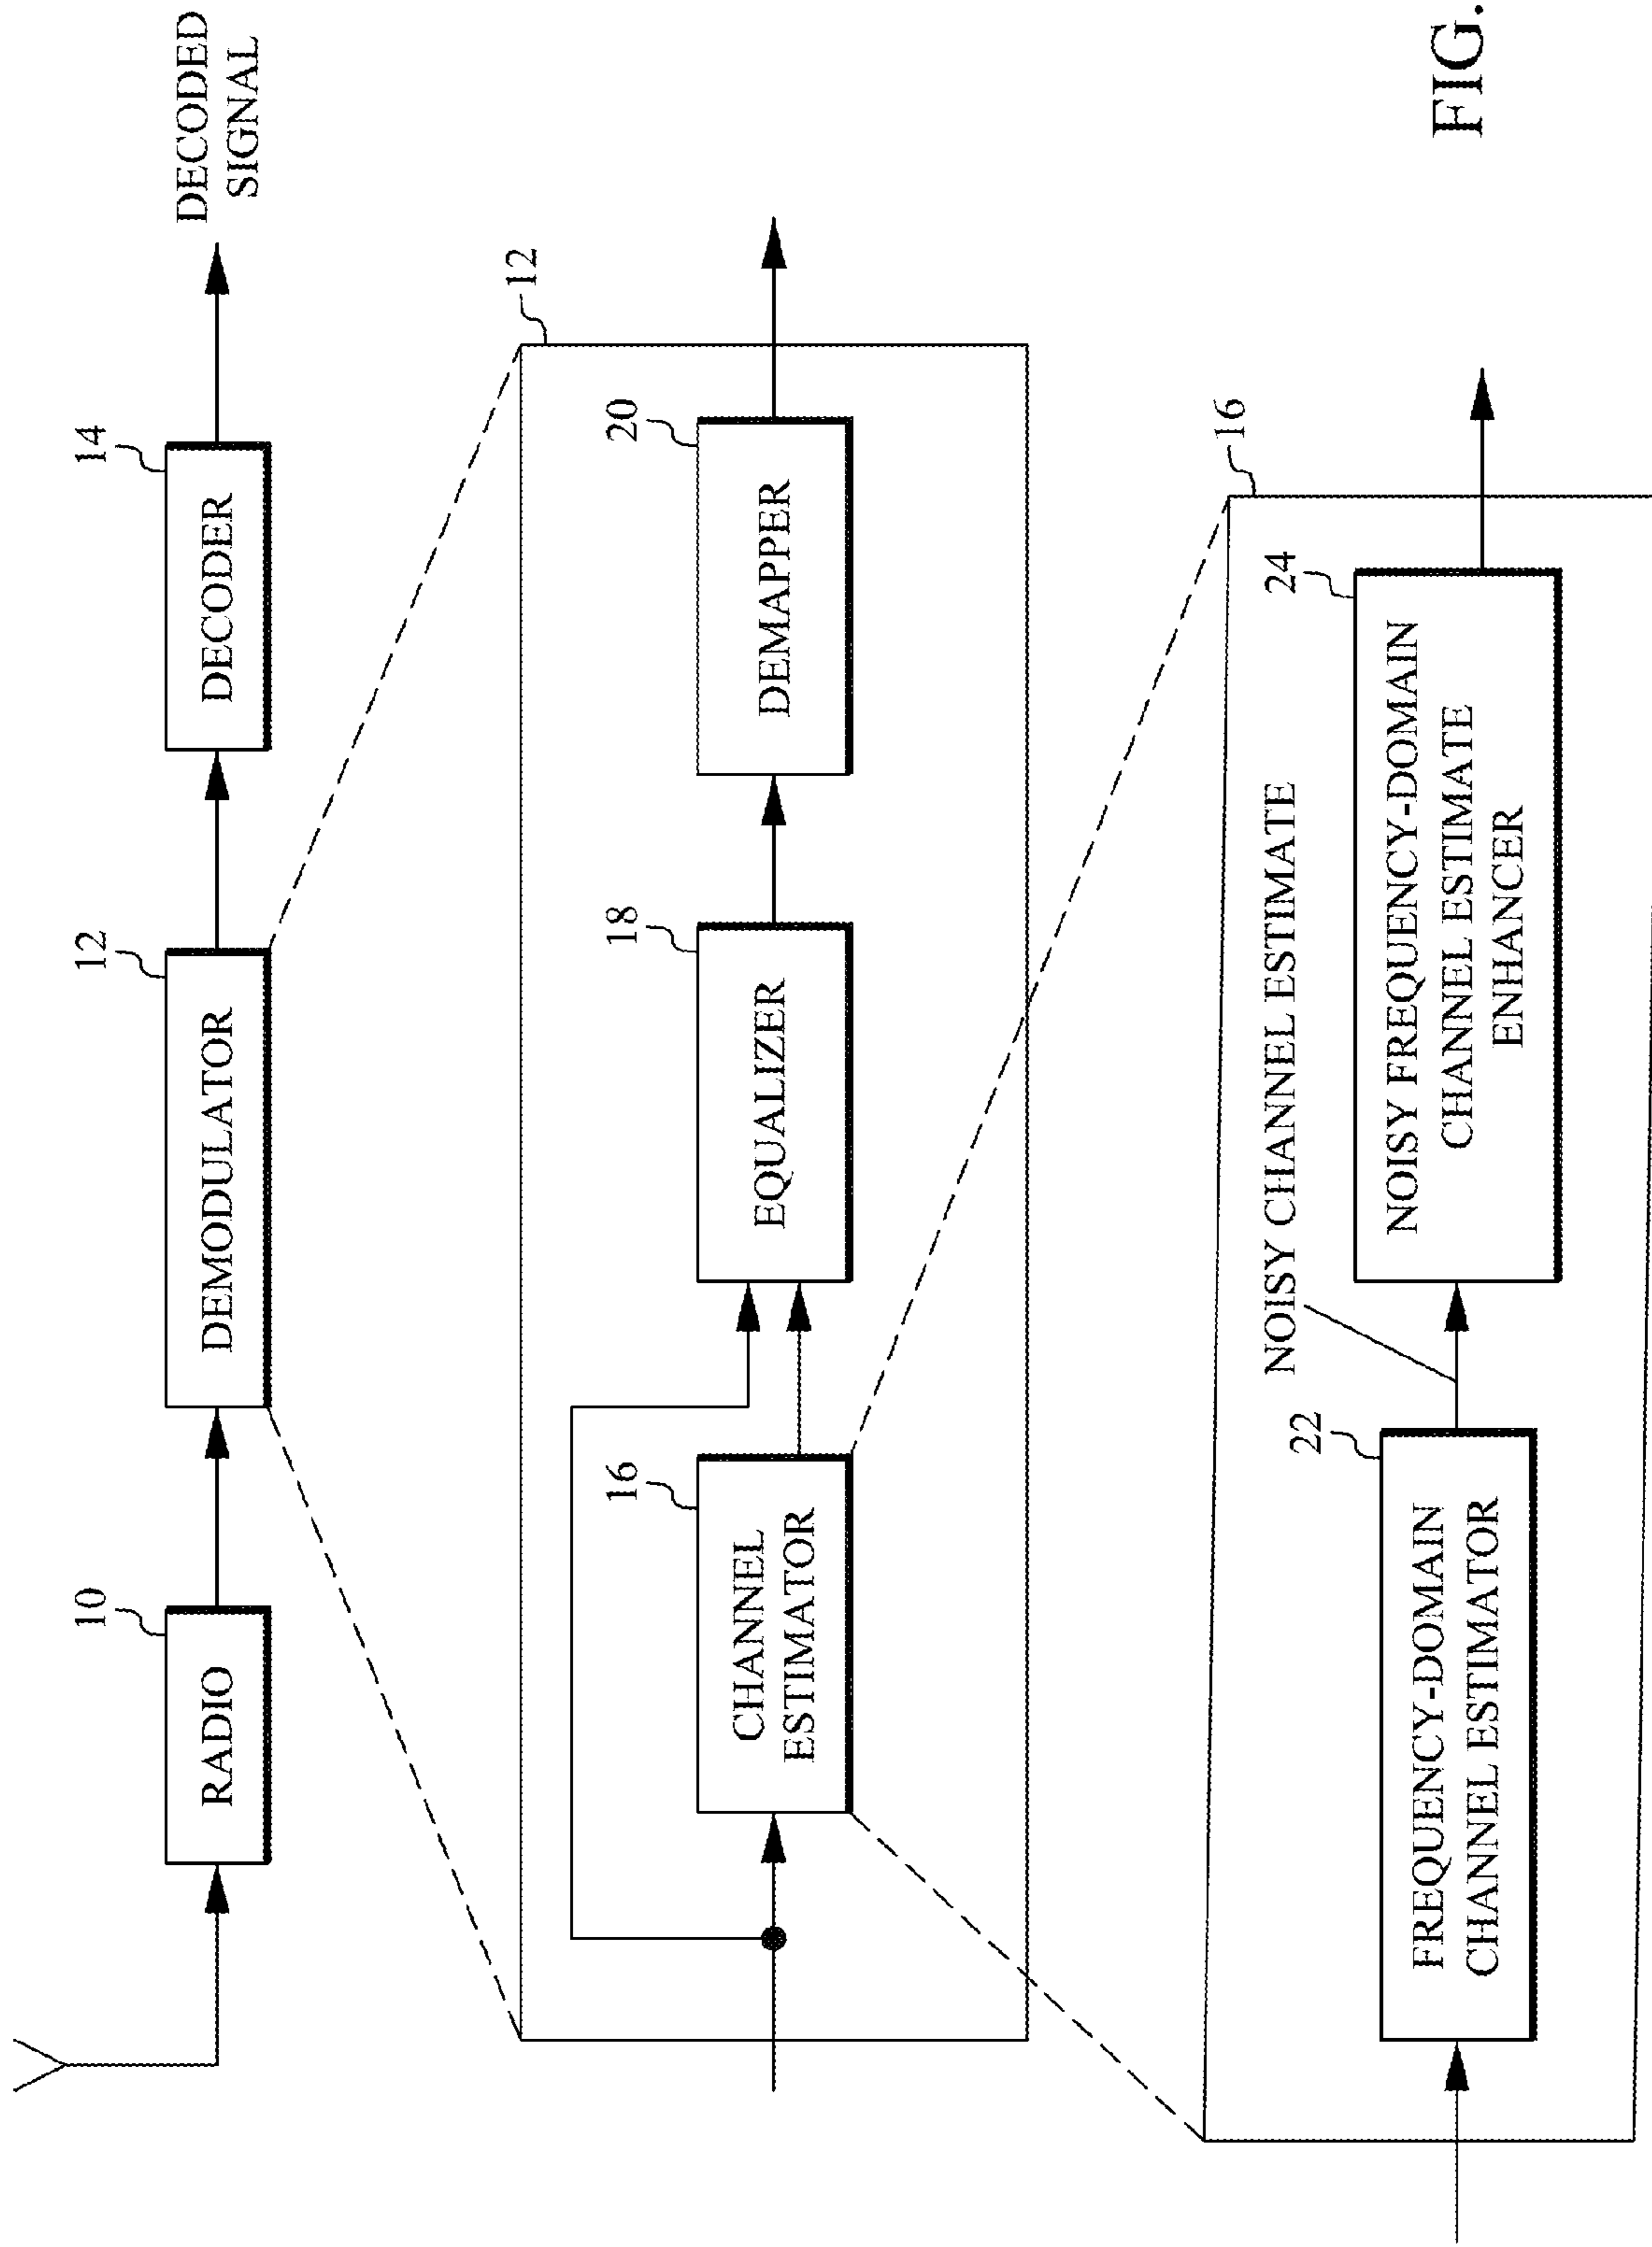 10
RADIO
12
DEMODULATOR
14
DECODER
DECODED
SIGNAL
12
16
CHANNEL
ESTIMATOR
18
EQUALIZER
20
DEMAPPER
16
22
FREQUENCY-DOMAIN
CHANNEL ESTIMATOR
NOISY CHANNEL ESTIMATE
24
NOISY FREQUENCY-DOMAIN
CHANNEL ESTIMATE
ENHANCER
FIG.